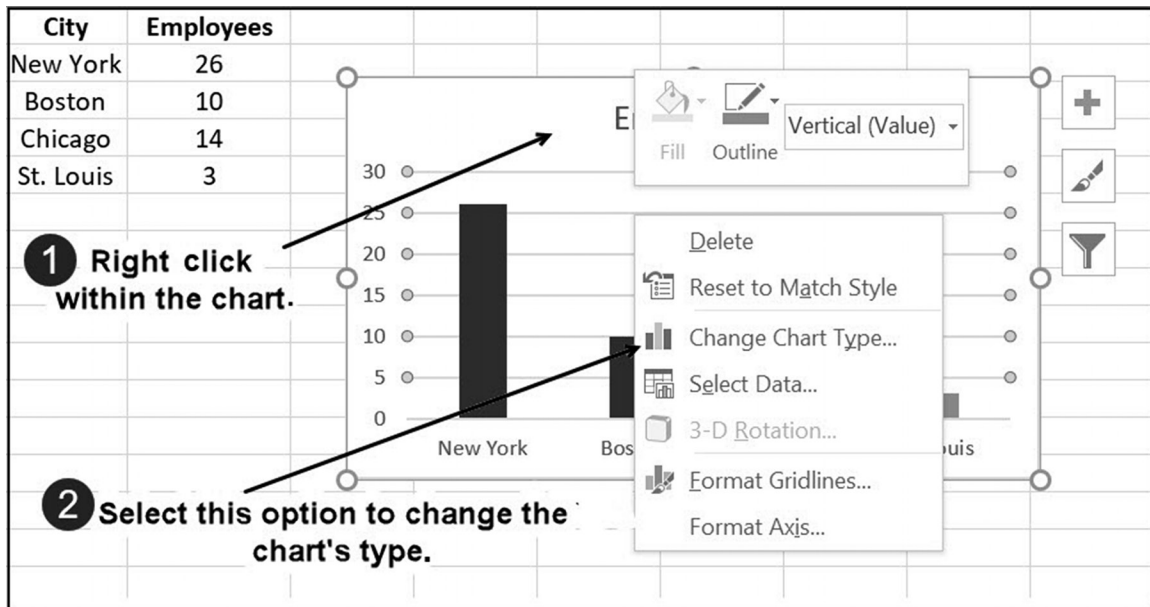 City Employees
New York 26
Boston 10
Chicago 14
St. Louis 3
Vertical (Value)
Fill Outline
30
25
20
15
10
5
0
New York
1 Right click
within the chart.
Delete
Reset to Match Style
Change Chart Type...
Select Data...
3-D Rotation...
Format Gridlines...
Format Axis...
2 Select this option to change the
chart's type.